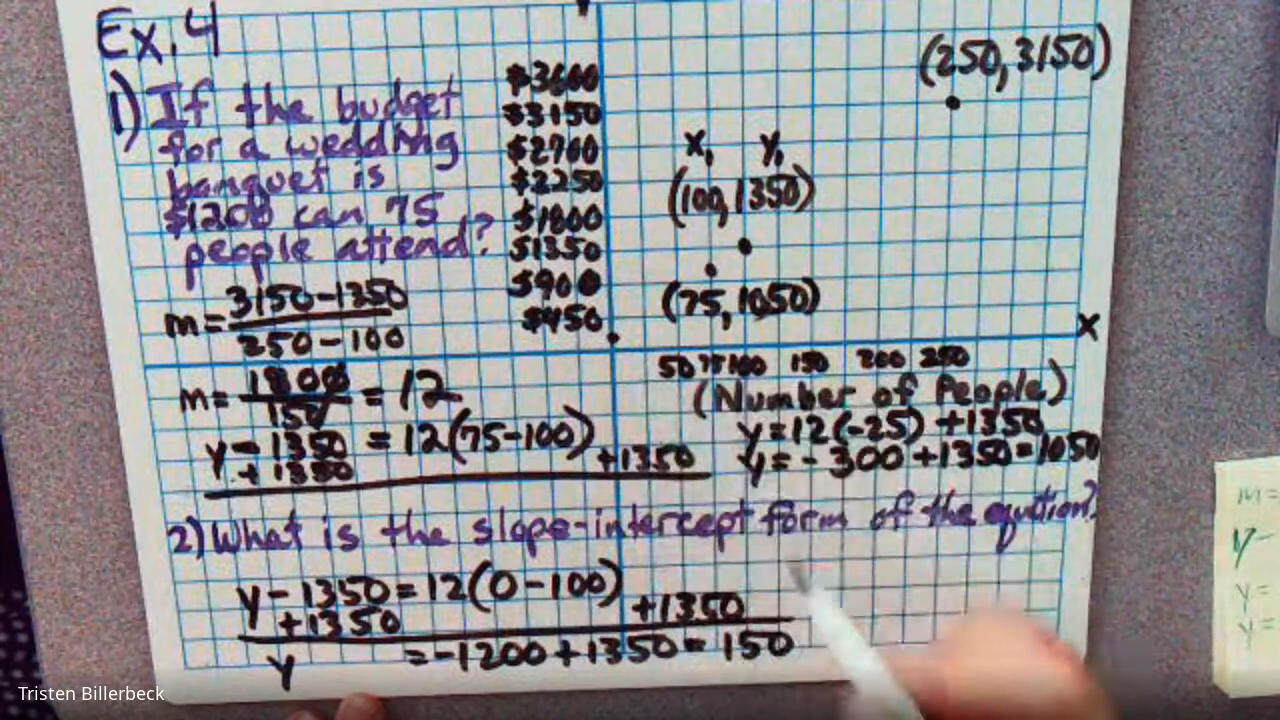 Ex.4
1) If the budget
for a wedding
banquet is
$1200 can 75
people attend?
m = 3150-1350
250-100
m = 1800 = 12
150
y - 1350 = 12(75-100)
+ 1350 +1350
$3600
$3150
$2700
$2250
$1800
$1350
$900
$450
(250, 3150)
x, y,
(100, 1350)
(75, 1050)
x
50 75 100 150 200 250
(Number of People)
y = 12(-25) + 1350
y = -300 + 1350 = 1050
2) What is the slope-intercept form of the eqution?
y - 1350 = 12(0-100)
+1350 +1350
y = -1200 + 1350 = 150
m =
y -
y =
y =
Tristen Billerbeck